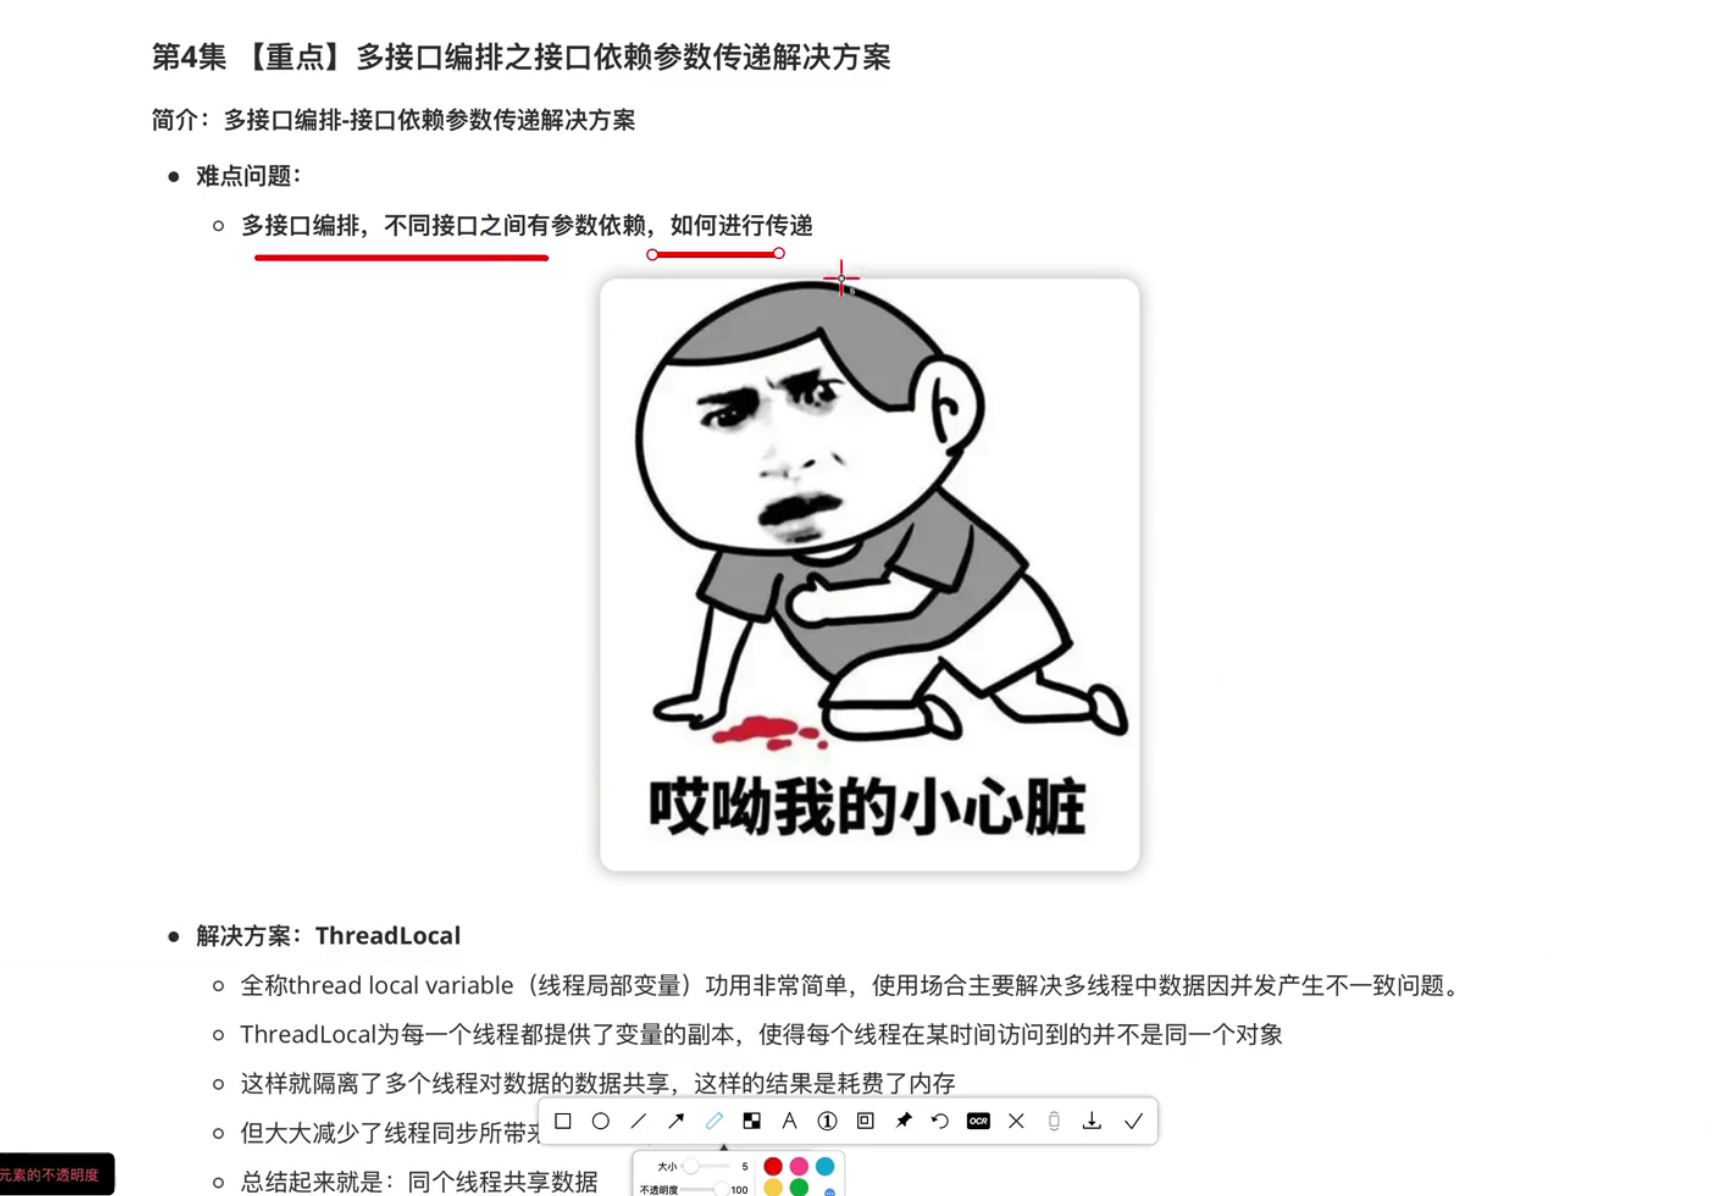 第4集 【重点】多接口编排之接口依赖参数传递解决方案
简介：多接口编排-接口依赖参数传递解决方案
难点问题：
多接口编排，不同接口之间有参数依赖，如何进行传递
哎呦我的小心脏
解决方案：ThreadLocal
全称thread local variable（线程局部变量）功用非常简单，使用场合主要解决多线程中数据因并发产生不一致问题。
ThreadLocal为每一个线程都提供了变量的副本，使得每个线程在某时间访问到的并不是同一个对象
这样就隔离了多个线程对数据的数据共享，这样的结果是耗费了内存
但大大减少了线程同步所带来
A ① OCR
元素的不透明度
大小 5
总结起来就是：同个线程共享数据
不透明度 100